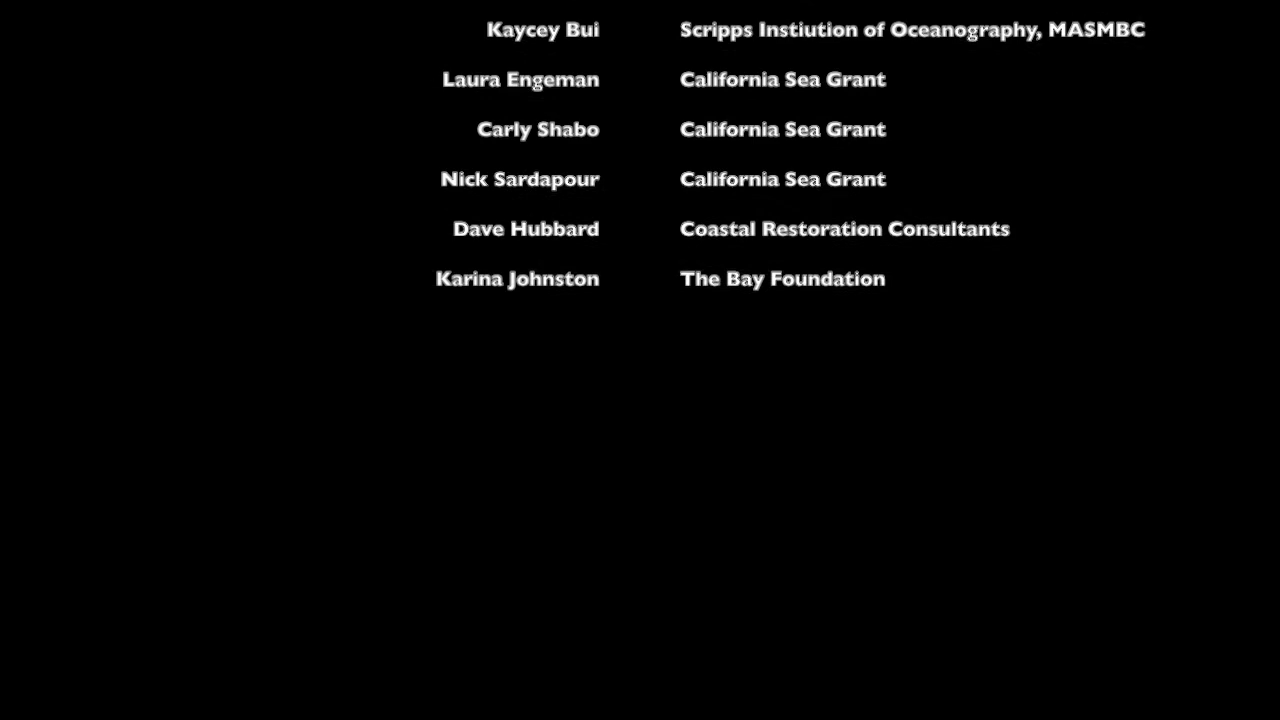 Kaycey Bui Scripps Instiution of Oceanography, MASMBC
Laura Engeman California Sea Grant
Carly Shabo California Sea Grant
Nick Sardapour California Sea Grant
Dave Hubbard Coastal Restoration Consultants
Karina Johnston The Bay Foundation